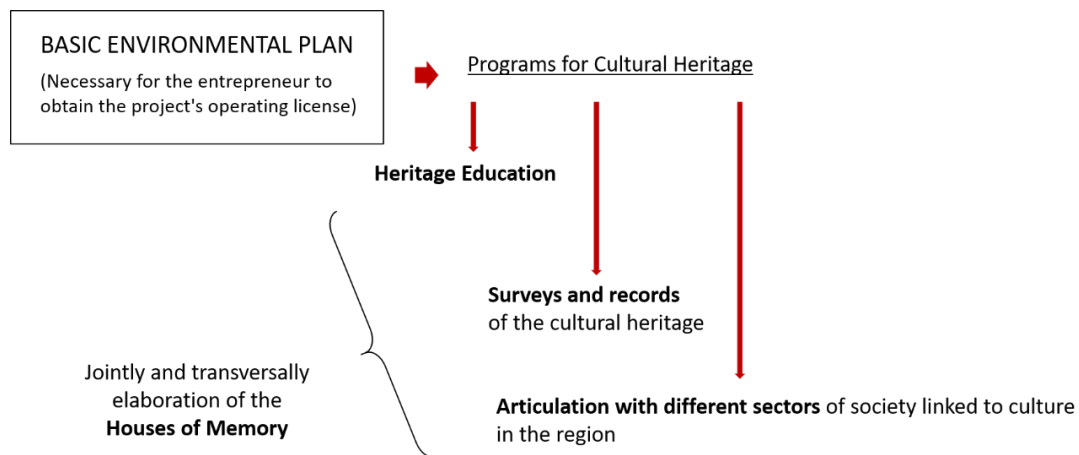 BASIC ENVIRONMENTAL PLAN
(Necessary for the entrepreneur to
obtain the project's operating license)
Programs for Cultural Heritage
Heritage Education
Surveys and records
of the cultural heritage
Jointly and transversally
elaboration of the
Houses of Memory
Articulation with different sectors of society linked to culture
in the region